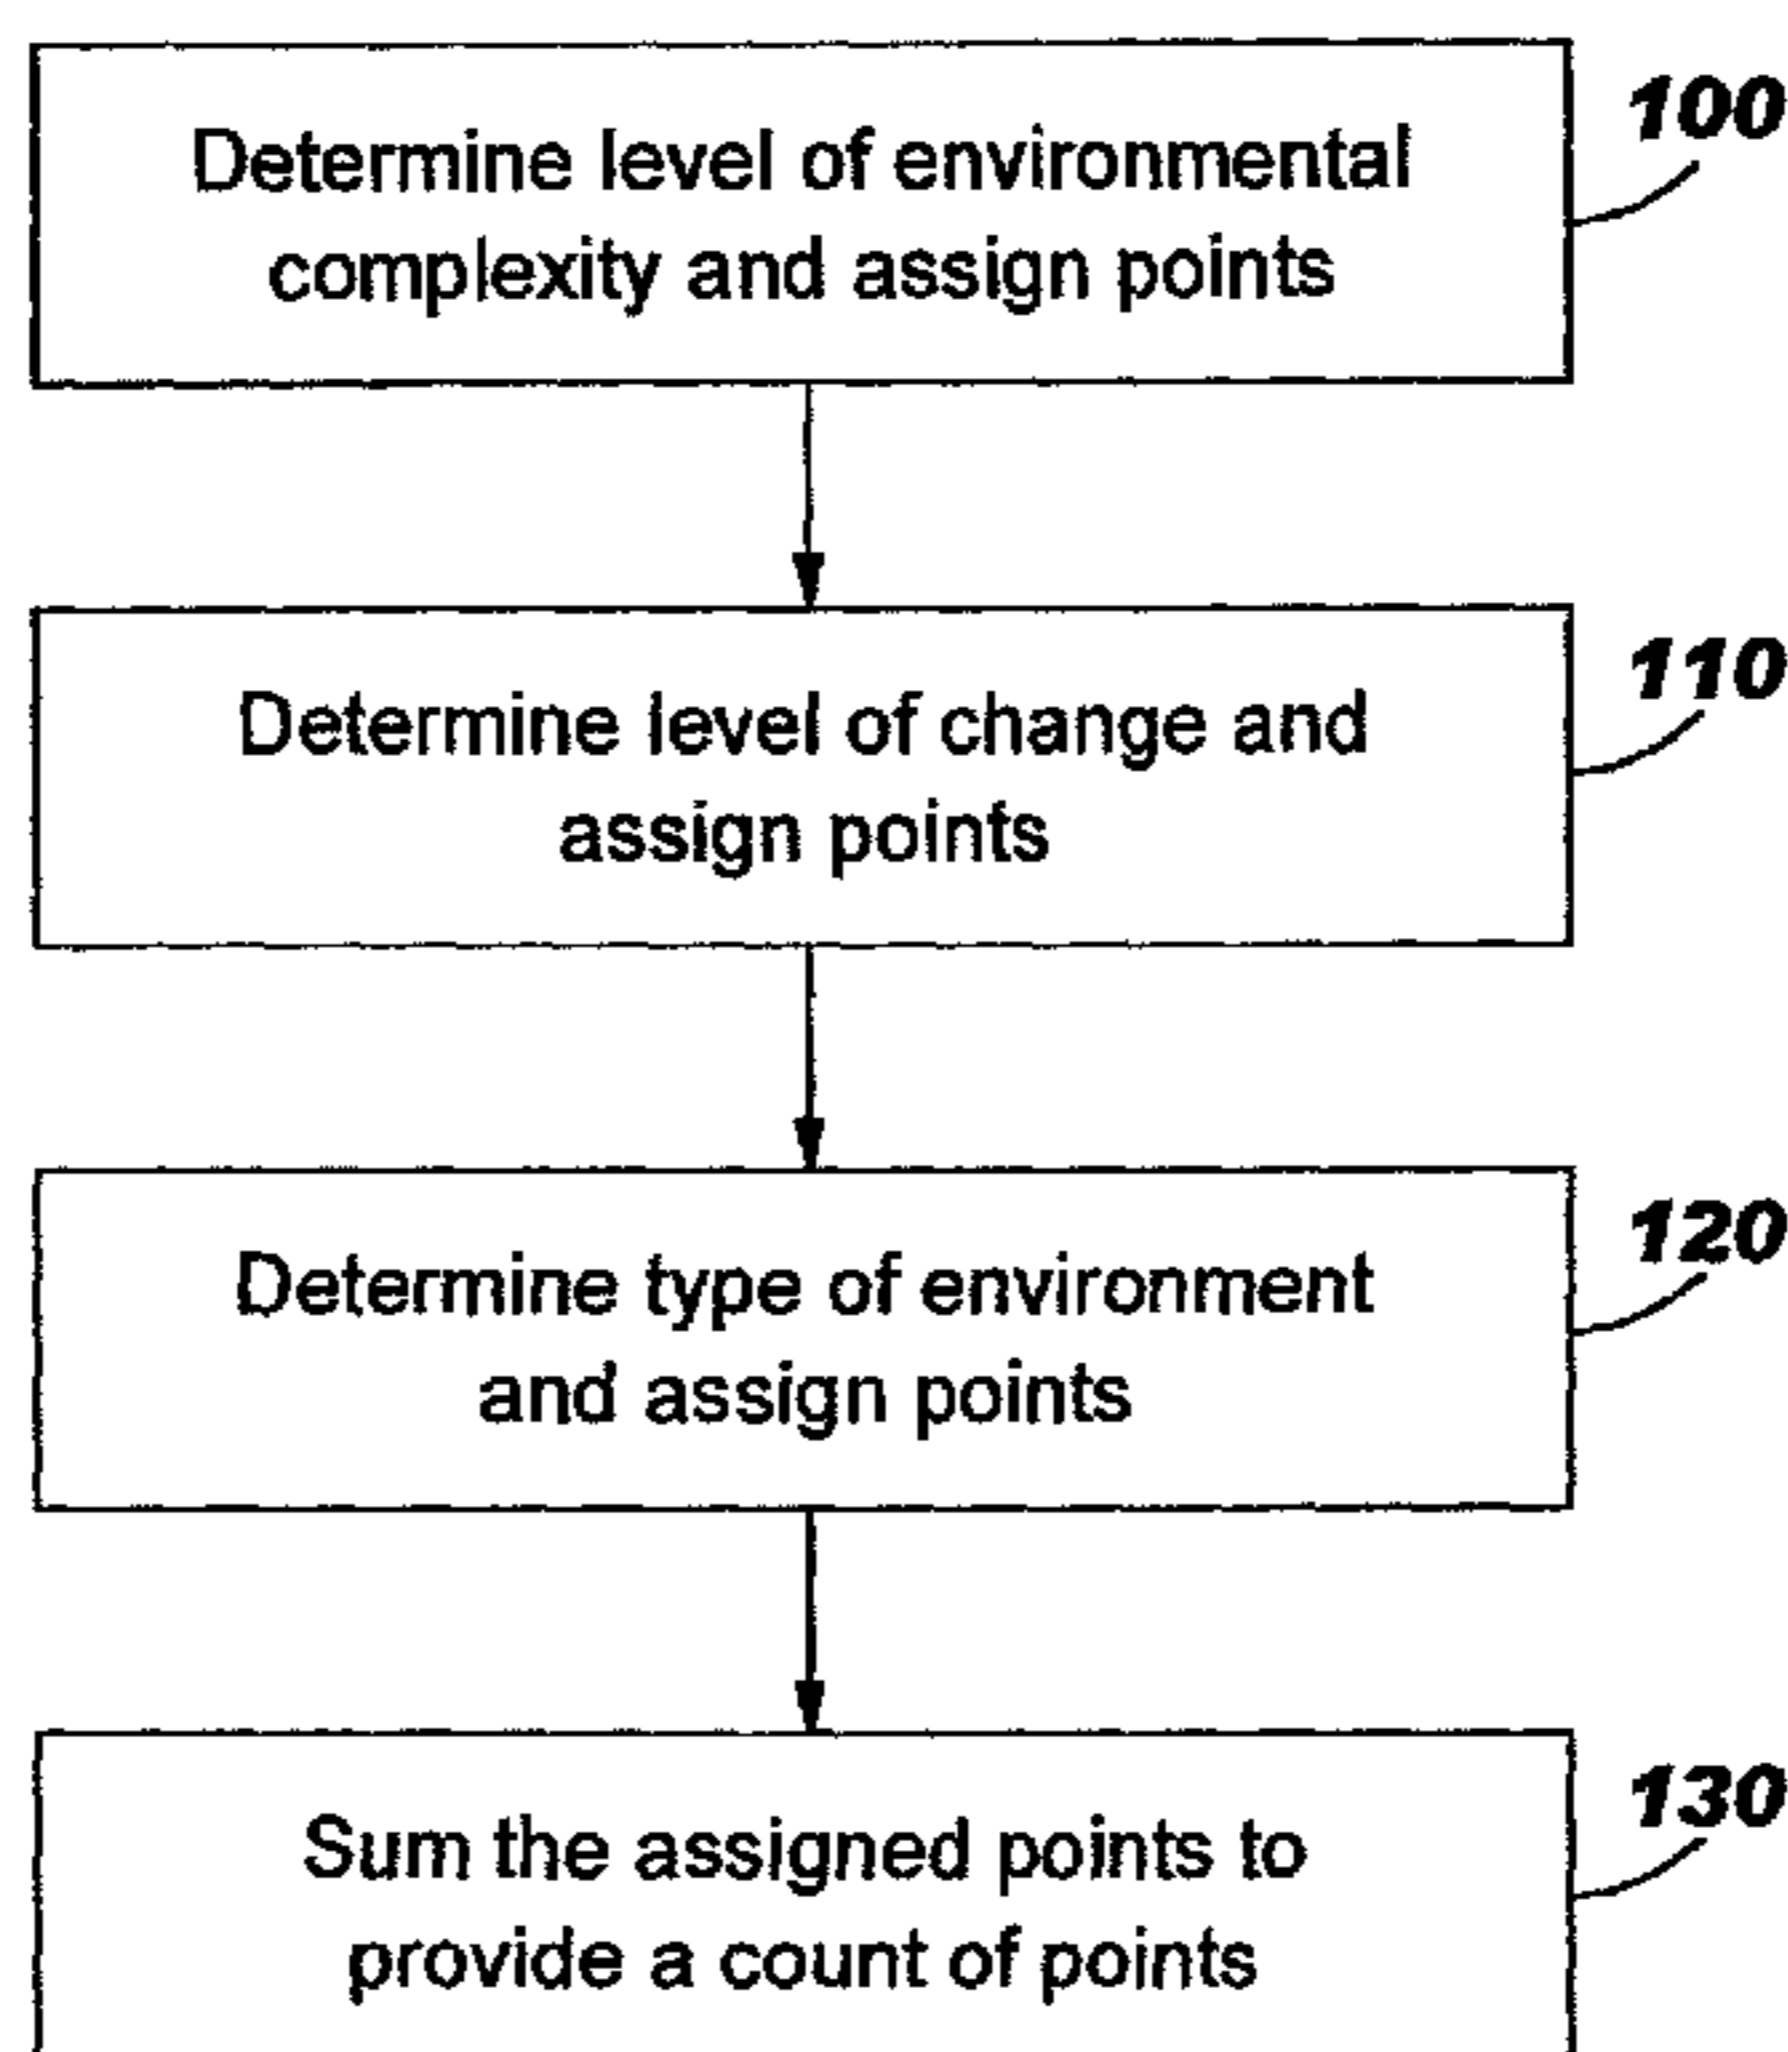 Determine level of environmental
complexity and assign points
100
Determine level of change and
assign points
110
Determine type of environment
and assign points
120
Sum the assigned points to
provide a count of points
130